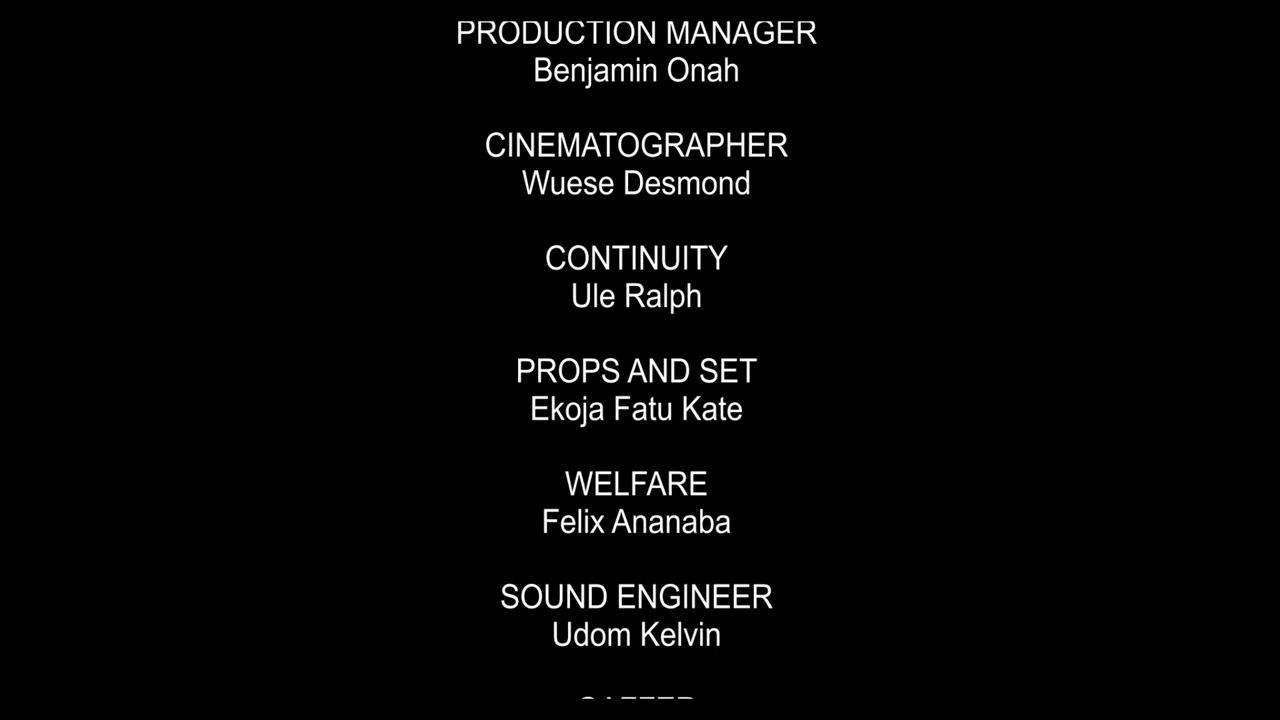 PRODUCTION MANAGER
Benjamin Onah
CINEMATOGRAPHER
Wuese Desmond
CONTINUITY
Ule Ralph
PROPS AND SET
Ekoja Fatu Kate
WELFARE
Felix Ananaba
SOUND ENGINEER
Udom Kelvin